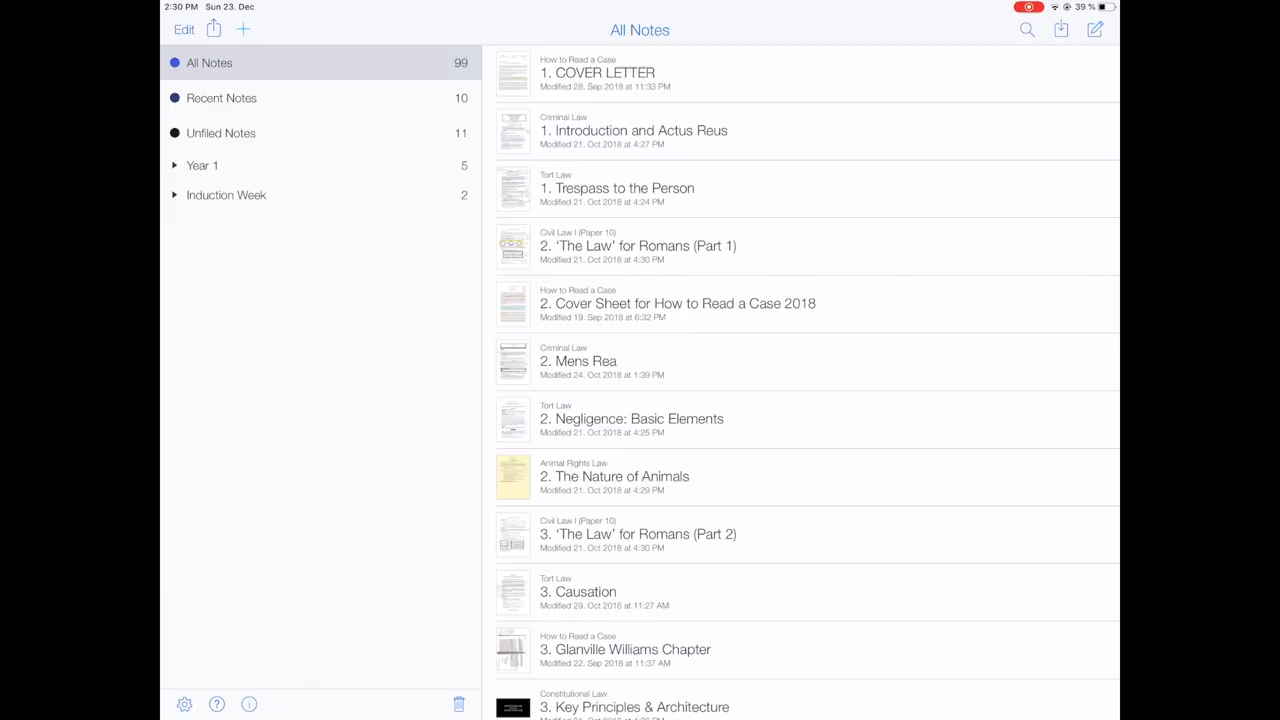 2:30 PM Sun 23. Dec
39 %
Edit
All Notes
All Notes 99
Recent Notes 10
Unfiled Notes 11
Year 1 5
Induction Week 2
How to Read a Case
1. COVER LETTER
Modified 28. Sep 2018 at 11:33 PM
Criminal Law
1. Introduction and Actus Reus
Modified 21. Oct 2018 at 4:27 PM
Tort Law
1. Trespass to the Person
Modified 21. Oct 2018 at 4:24 PM
Civil Law I (Paper 10)
2. ‘The Law’ for Romans (Part 1)
Modified 21. Oct 2018 at 4:30 PM
How to Read a Case
2. Cover Sheet for How to Read a Case 2018
Modified 19. Sep 2018 at 6:32 PM
Criminal Law
2. Mens Rea
Modified 24. Oct 2018 at 1:39 PM
Tort Law
2. Negligence: Basic Elements
Modified 21. Oct 2018 at 4:25 PM
Animal Rights Law
2. The Nature of Animals
Modified 21. Oct 2018 at 4:29 PM
Civil Law I (Paper 10)
3. ‘The Law’ for Romans (Part 2)
Modified 21. Oct 2018 at 4:30 PM
Tort Law
3. Causation
Modified 29. Oct 2018 at 11:27 AM
How to Read a Case
3. Glanville Williams Chapter
Modified 22. Sep 2018 at 11:37 AM
Constitutional Law
3. Key Principles & Architecture